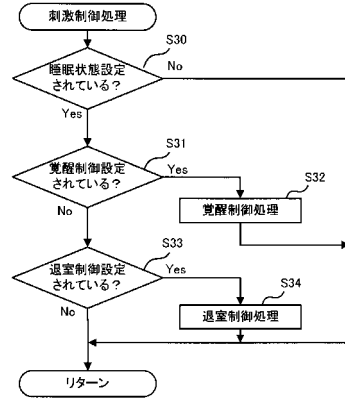 刺激制御処理
S30
睡眠状態設定
されている?
No
Yes
S31
覚醒制御設定
されている?
Yes
S32
No
覚醒制御処理
S33
退室制御設定
されている?
Yes
S34
No
退室制御処理
リターン